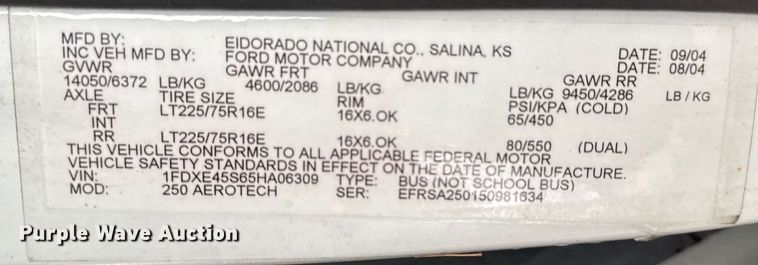 MFD BY: EIDORADO NATIONAL CO., SALINA, KS DATE: 09/04
INC VEH MFD BY: FORD MOTOR COMPANY DATE: 08/04
GVWR GAWR FRT GAWR INT GAWR RR
14050/6372 LB/KG 4600/2086 LB/KG LB/KG 9450/4286 LB / KG
AXLE TIRE SIZE RIM PSI/KPA (COLD)
FRT LT225/75R16E 16X6.OK 65/450
INT
RR LT225/75R16E 16X6.OK 80/550 (DUAL)
THIS VEHICLE CONFORMS TO ALL APPLICABLE FEDERAL MOTOR
VEHICLE SAFETY STANDARDS IN EFFECT ON THE DATE OF MANUFACTURE.
VIN: 1FDXE45S65HA06309 TYPE: BUS (NOT SCHOOL BUS)
MOD: 250 AEROTECH SER: EFRSA250150981634
Purple Wave Auction